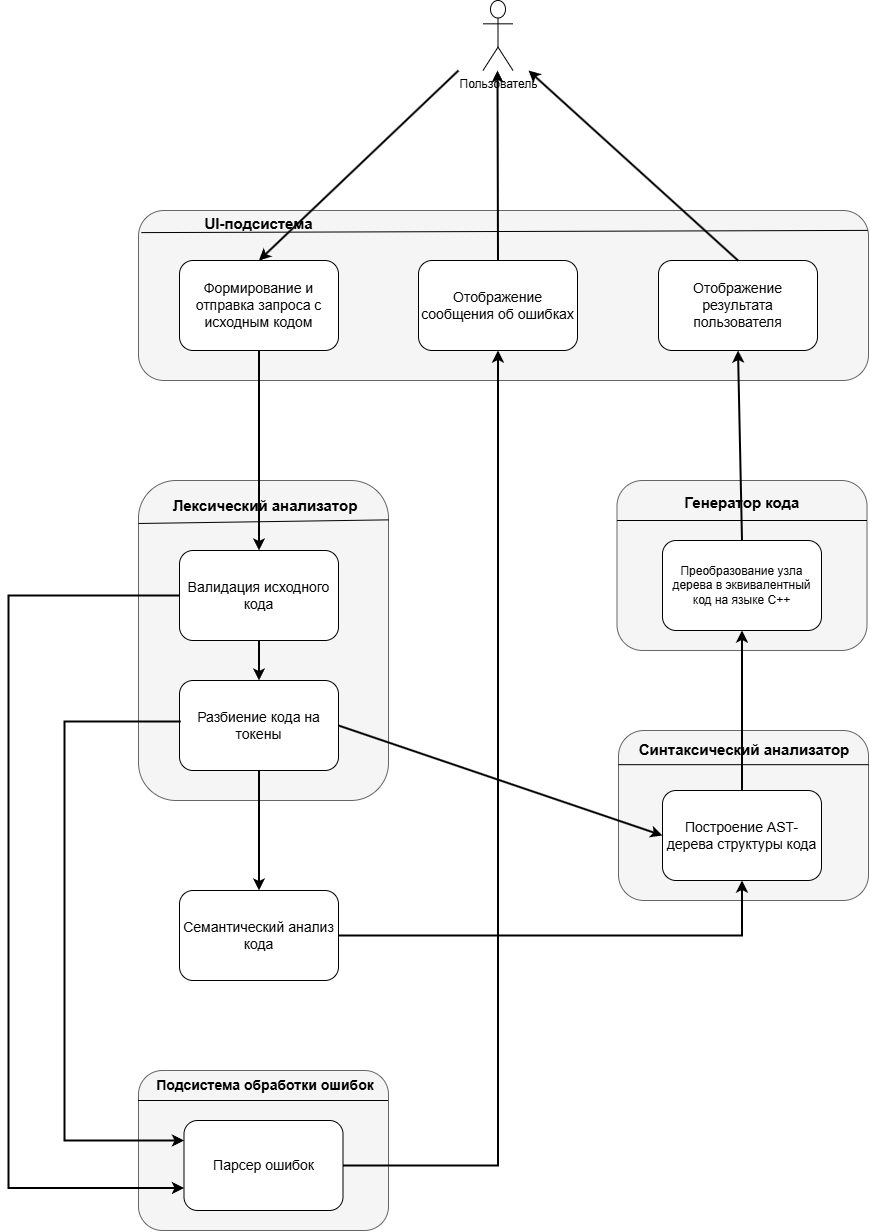 Пользователь
UI-подсистема
Формирование и
отправка запроса с
исходным кодом
Отображение
сообщения об ошибках
Отображение
результата
пользователя
Лексический анализатор
Генератор кода
Валидация исходного
кода
Преобразование узла
дерева в эквивалентный
код на языке C++
Разбиение кода на
токены
Синтаксический анализатор
Построение AST-
дерева структуры кода
Семантический анализ
кода
Подсистема обработки ошибок
Парсер ошибок